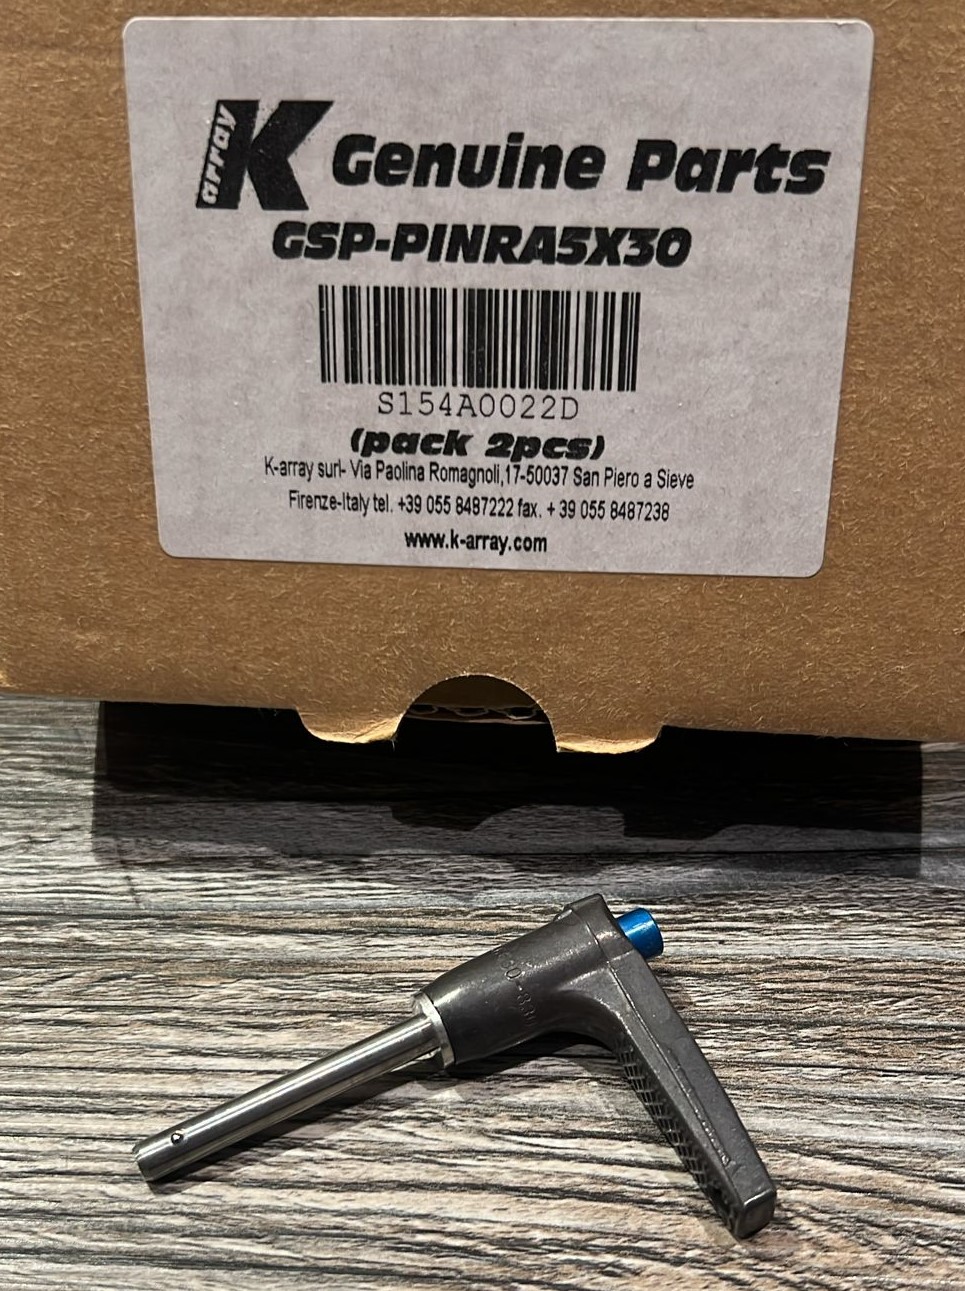 K array Genuine Parts
GSP-PINRA5X30
S154A0022D
(pack 2pcs)
K-array surl- Via Paolina Romagnoli,17-50037 San Piero a Sieve
Firenze-Italy tel. +39 055 8487222 fax. + 39 055 8487238
www.k-array.com